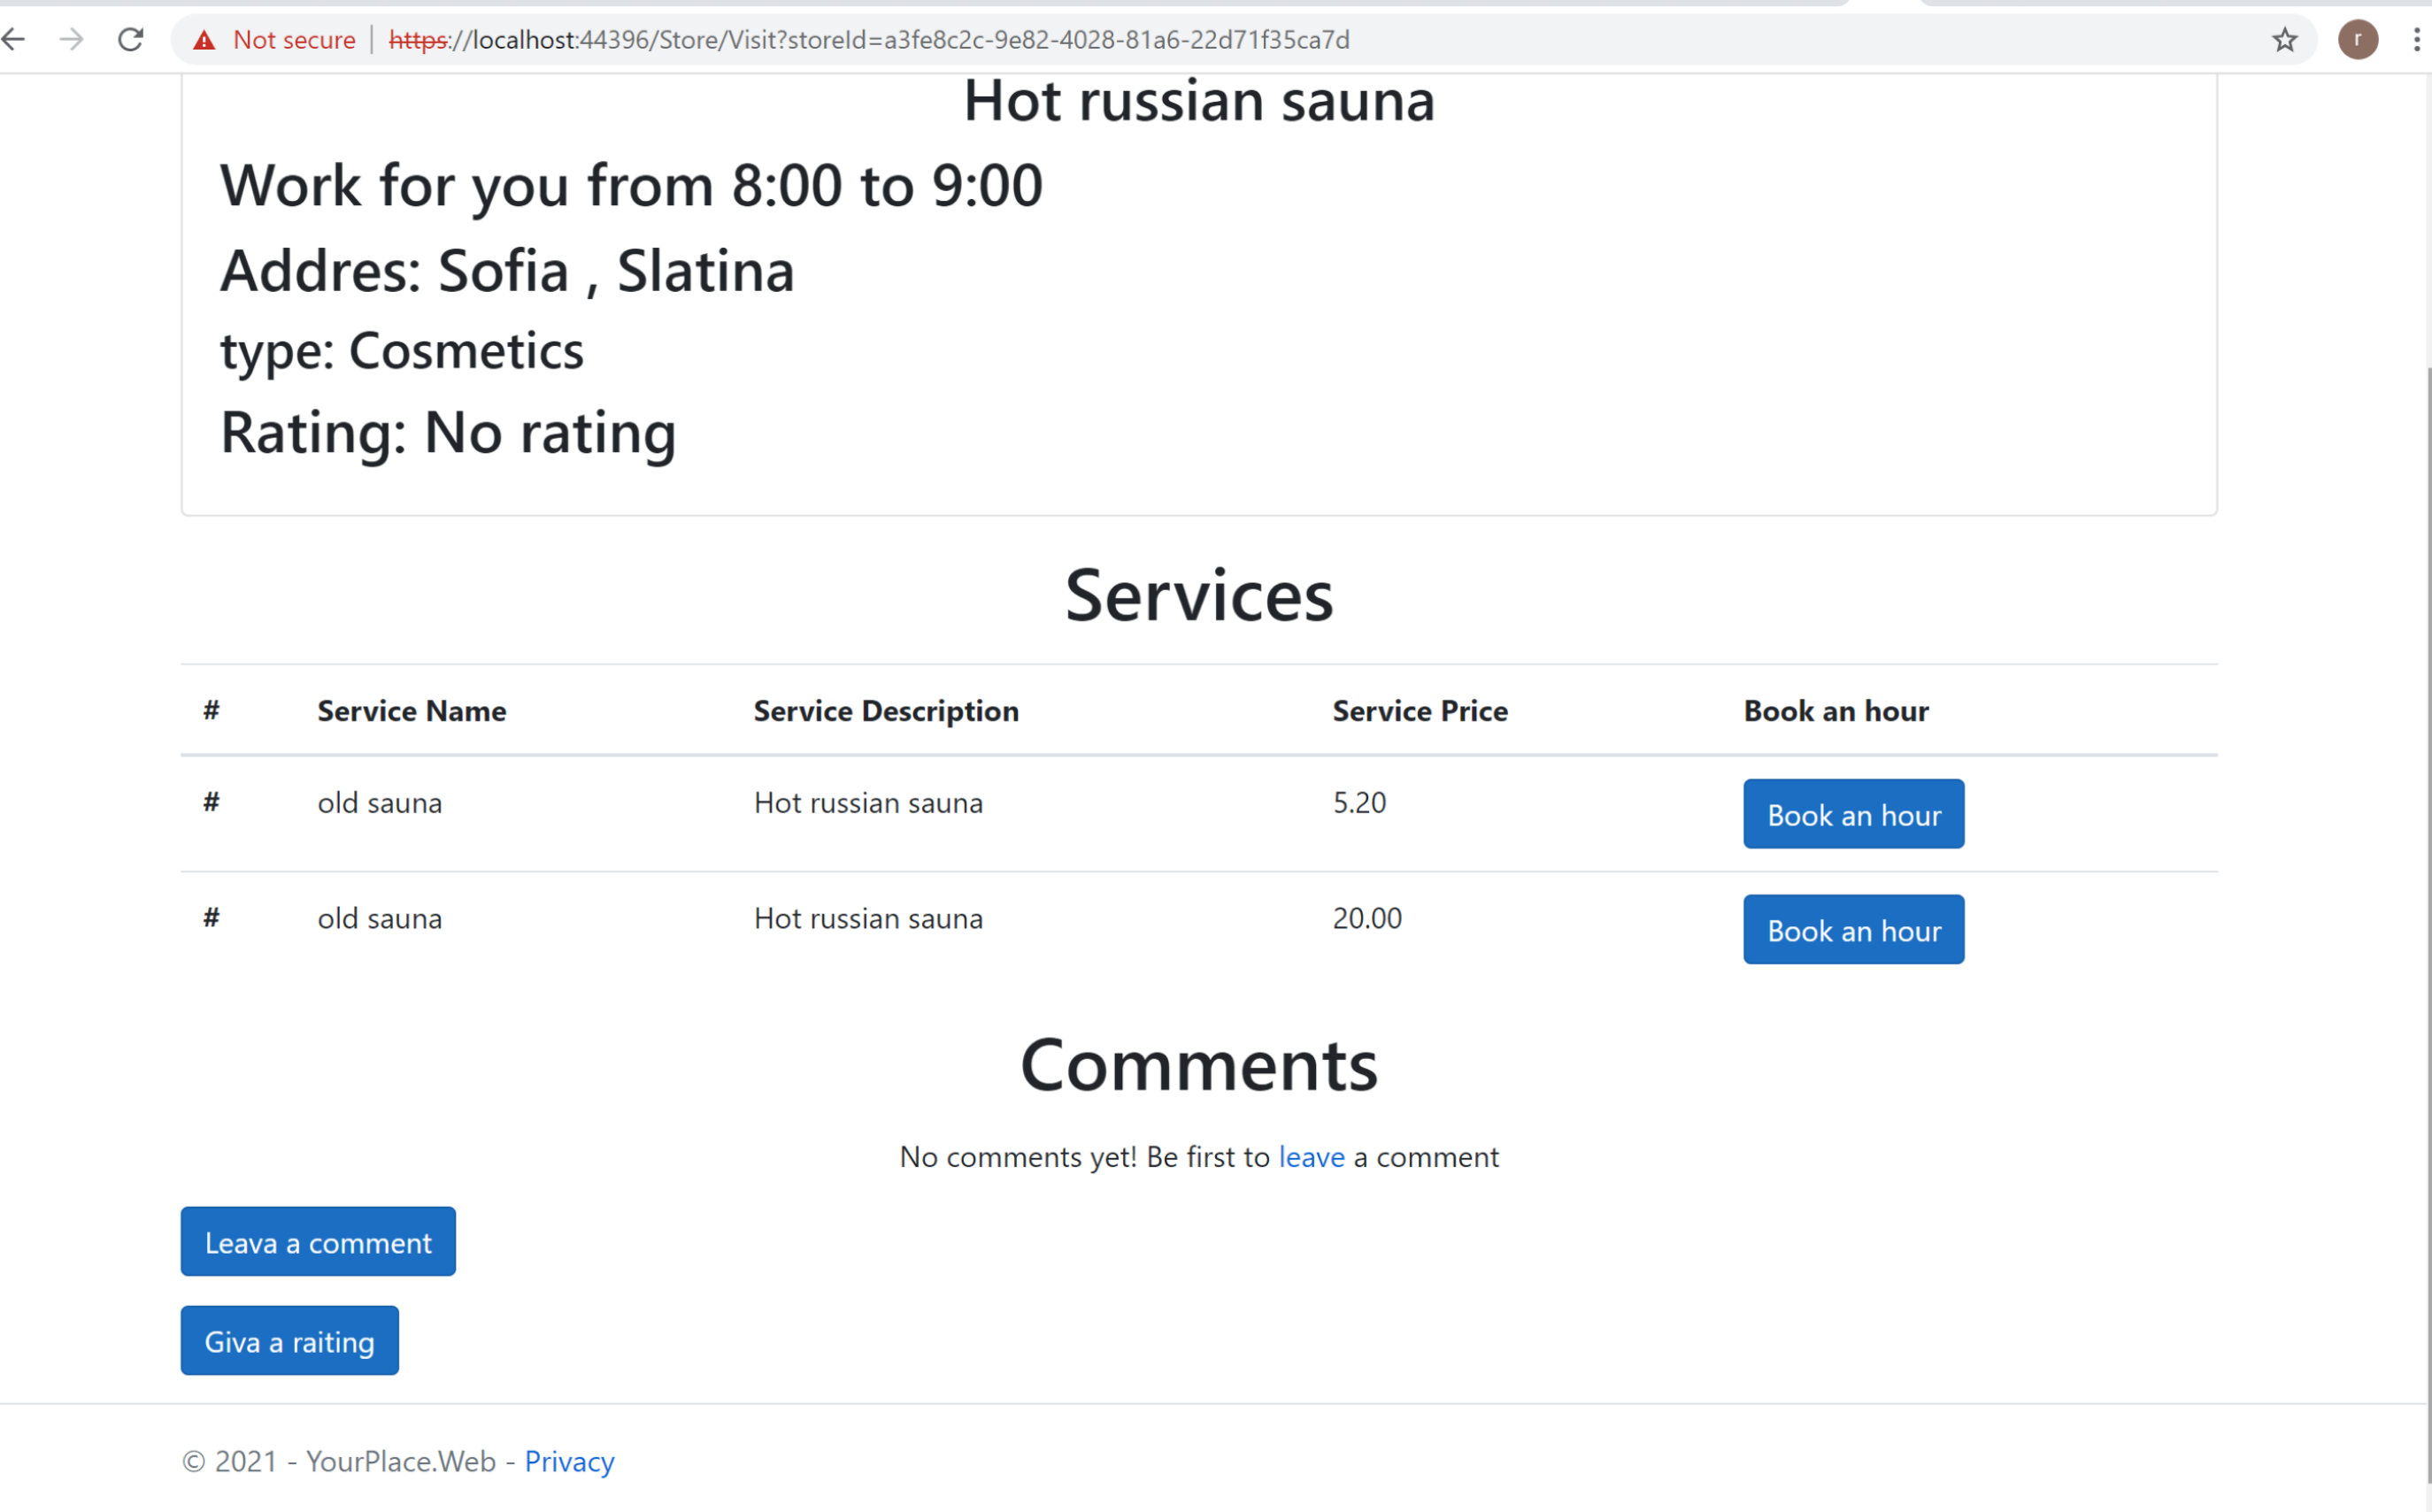 Not secure | https://localhost:44396/Store/Visit?storeId=a3fe8c2c-9e82-4028-81a6-22d71f35ca7d r
Hot russian sauna
Work for you from 8:00 to 9:00
Addres: Sofia , Slatina
type: Cosmetics
Rating: No rating
Services
# Service Name Service Description Service Price Book an hour
# old sauna Hot russian sauna 5.20 Book an hour
# old sauna Hot russian sauna 20.00 Book an hour
Comments
No comments yet! Be first to leave a comment
Leava a comment
Giva a raiting
© 2021 - YourPlace.Web - Privacy